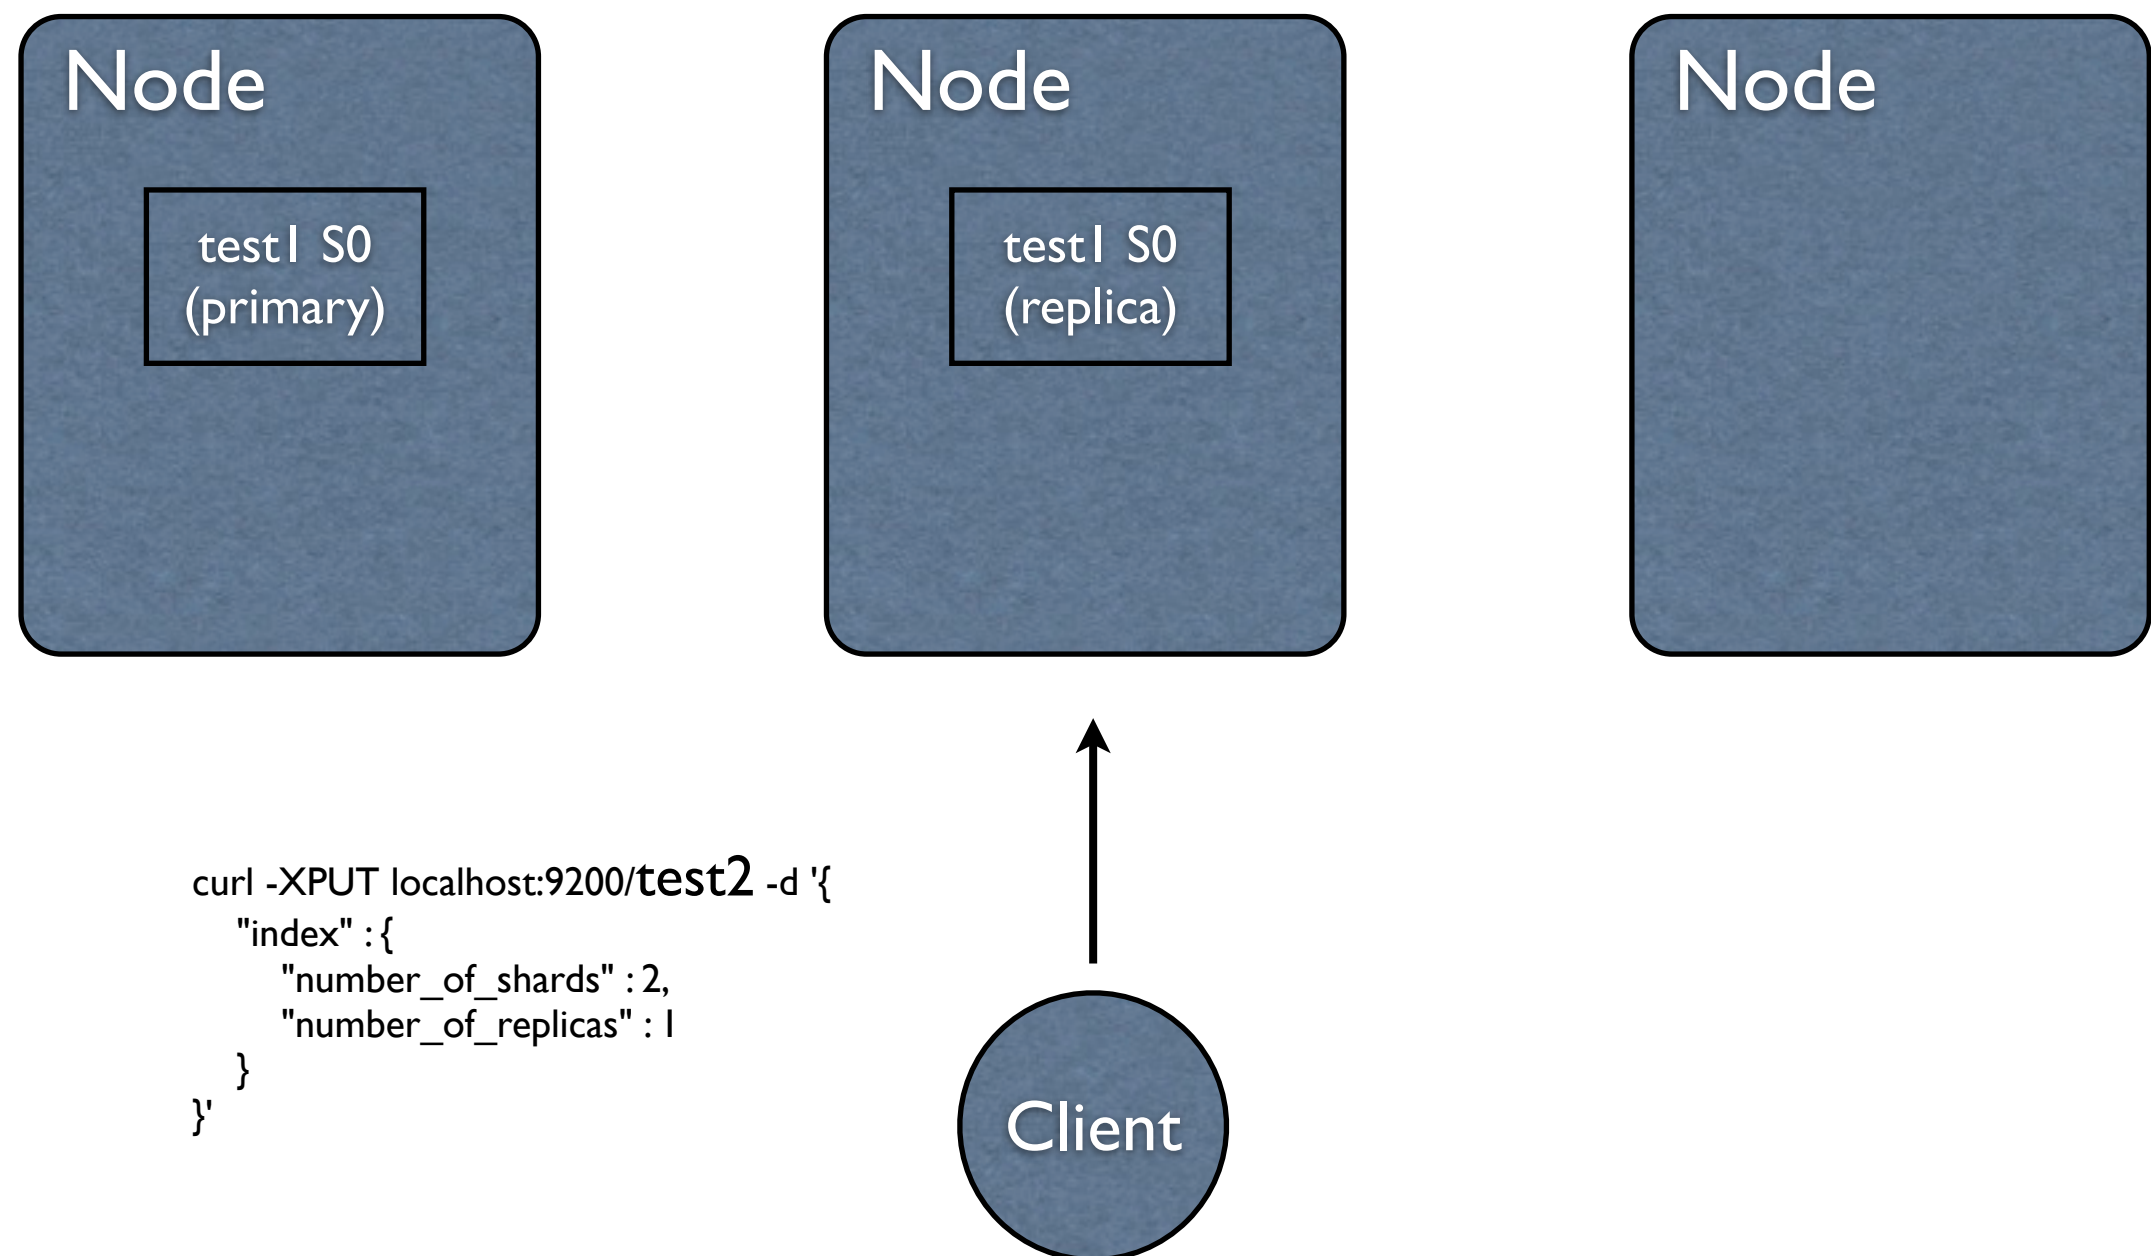 Node
test1 S0
(primary)
Node
test1 S0
(replica)
Node
curl -XPUT localhost:9200/test2 -d '{
"index" : {
"number_of_shards" : 2,
"number_of_replicas" : 1
}
}'
Client